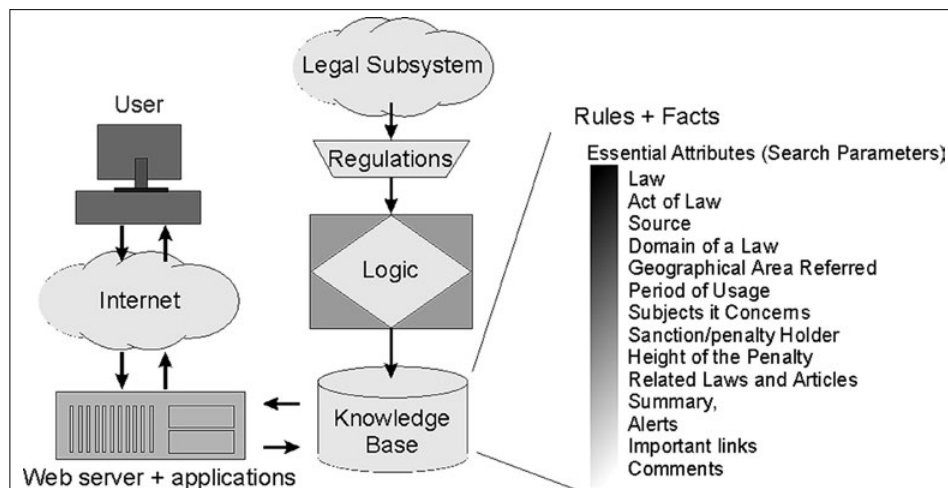 Legal Subsystem
User
Regulations
Logic
Internet
Knowledge
Base
Web server + applications
Rules + Facts
Essential Attributes (Search Parameters)
Law
Act of Law
Source
Domain of a Law
Geographical Area Referred
Period of Usage
Subjects it Concerns
Sanction/penalty Holder
Height of the Penalty
Related Laws and Articles
Summary,
Alerts
Important links
Comments